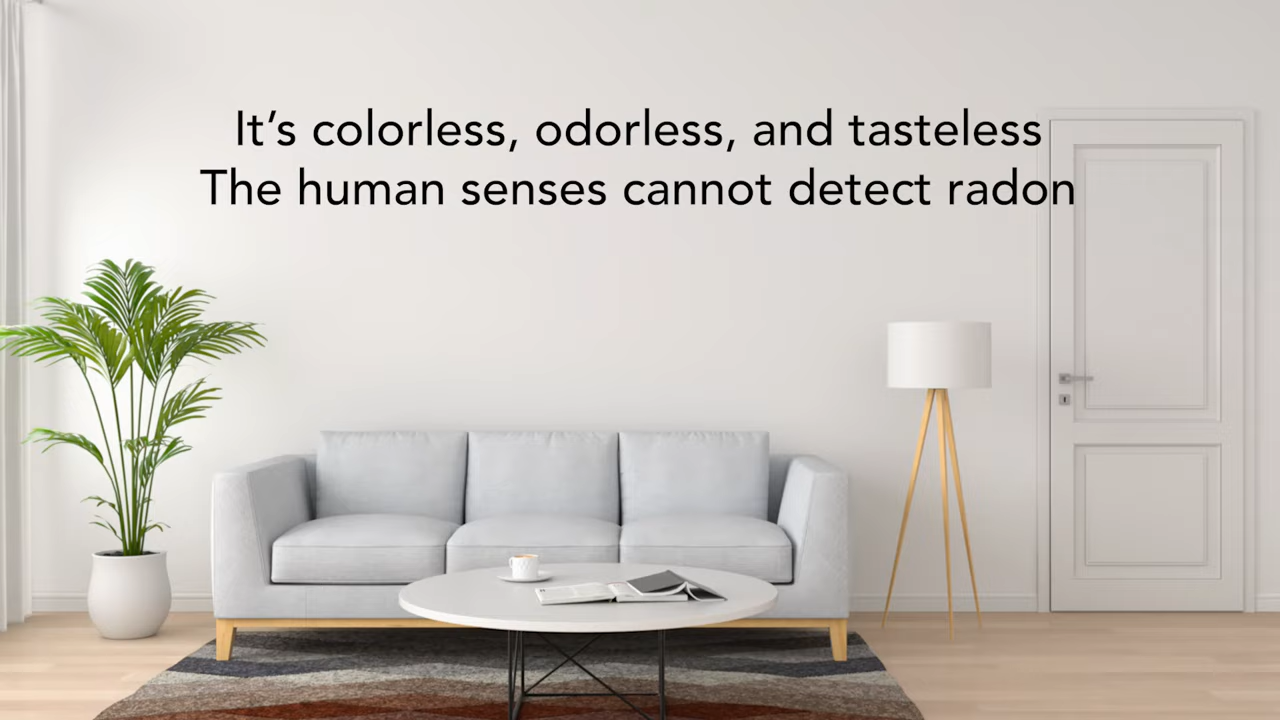 It’s colorless, odorless, and tasteless
The human senses cannot detect radon